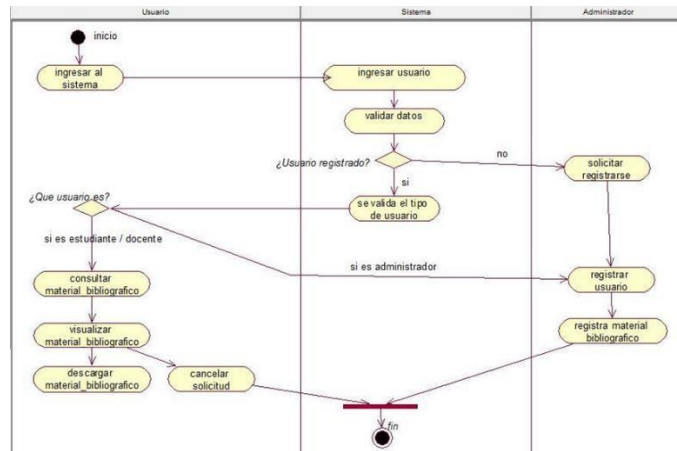 Usuario
Sistema
Administrador
inicio
ingresar al
sistema
ingresar usuario
validar datos
¿Usuario registrado?
no
solicitar
registrarse
si
se valida el tipo
de usuario
¿Que usuario es?
si es estudiante / docente
si es administrador
consultar
material_bibliografico
registrar
usuario
visualizar
material_bibliografico
registra material
bibliografico
descargar
material_bibliografico
cancelar
solicitud
fin